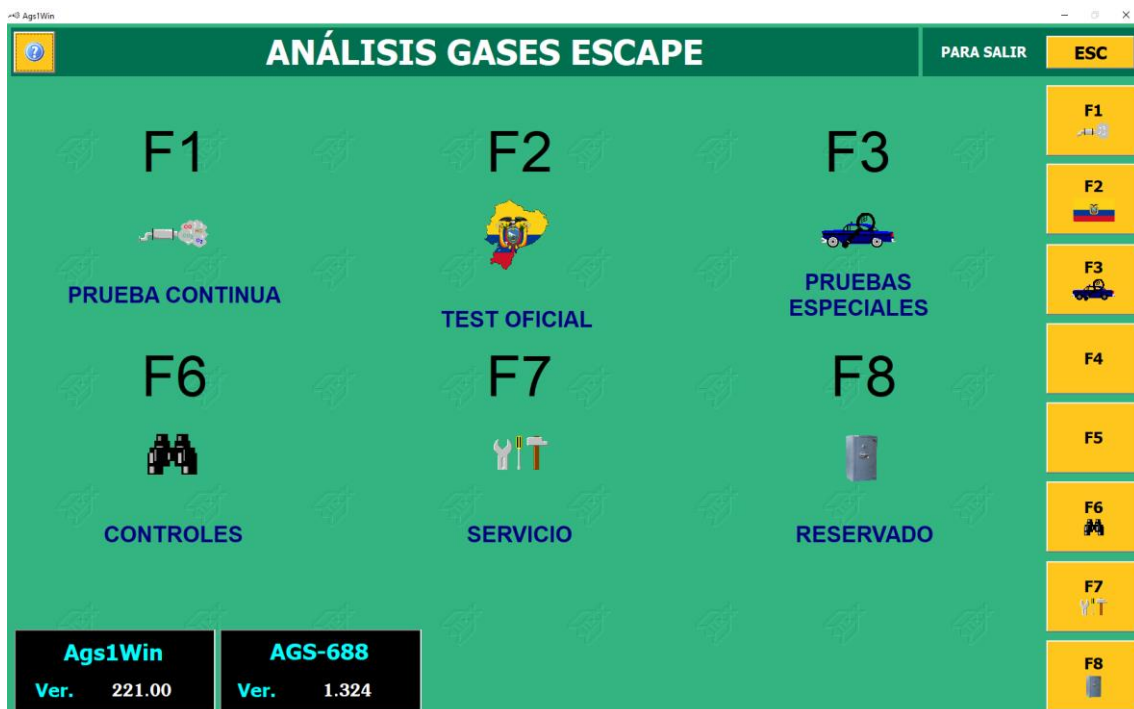 Ags1Win
ANÁLISIS GASES ESCAPE
PARA SALIR
ESC
F1
F2
F3
PRUEBA CONTINUA
TEST OFICIAL
PRUEBAS
ESPECIALES
F6
F7
F8
CONTROLES
SERVICIO
RESERVADO
F1
F2
F3
F4
F5
F6
F7
F8
Ags1Win
Ver. 221.00
AGS-688
Ver. 1.324